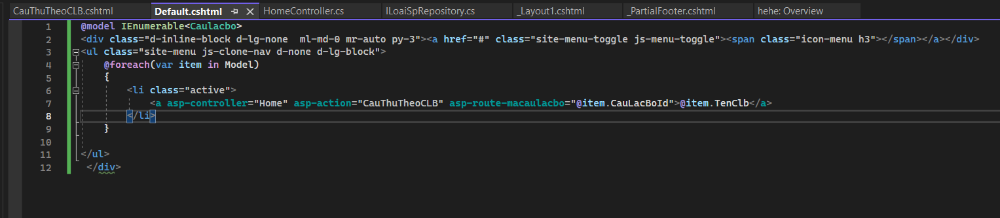 CauThuTheoCLB.cshtml Default.cshtml HomeController.cs ILoaiSpRepository.cs _Layout1.cshtml _PartialFooter.cshtml hehe: Overview
1 @model IEnumerable<Caulacbo>
2 <div class="d-inline-block d-lg-none  ml-md-0 mr-auto py-3"><a href="#" class="site-menu-toggle js-menu-toggle"><span class="icon-menu h3"></span></a></div>
3 <ul class="site-menu js-clone-nav d-none d-lg-block">
4     @foreach(var item in Model)
5     {
6         <li class="active">
7             <a asp-controller="Home" asp-action="CauThuTheoCLB" asp-route-macaulacbo="@item.CauLacBoId">@item.TenClb</a>
8         </li>
9     }
10
11 </ul>
12  </div>